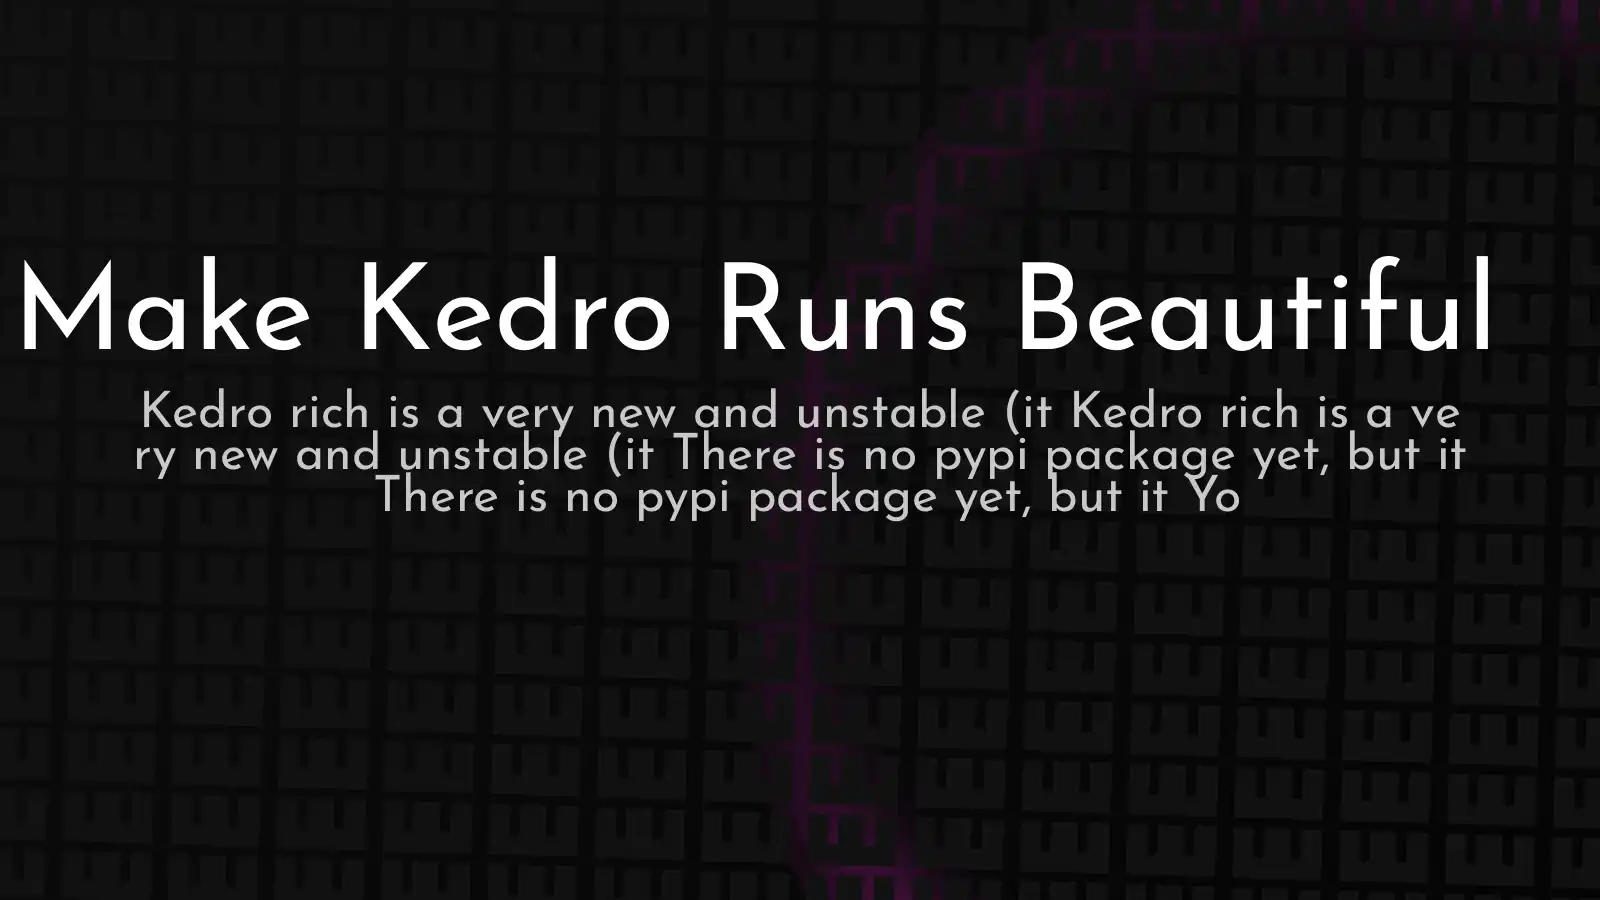 Make Kedro Runs Beautiful
Kedro rich is a very new and unstable (it Kedro rich is a ve
ry new and unstable (it There is no pypi package yet, but it
There is no pypi package yet, but it Yo